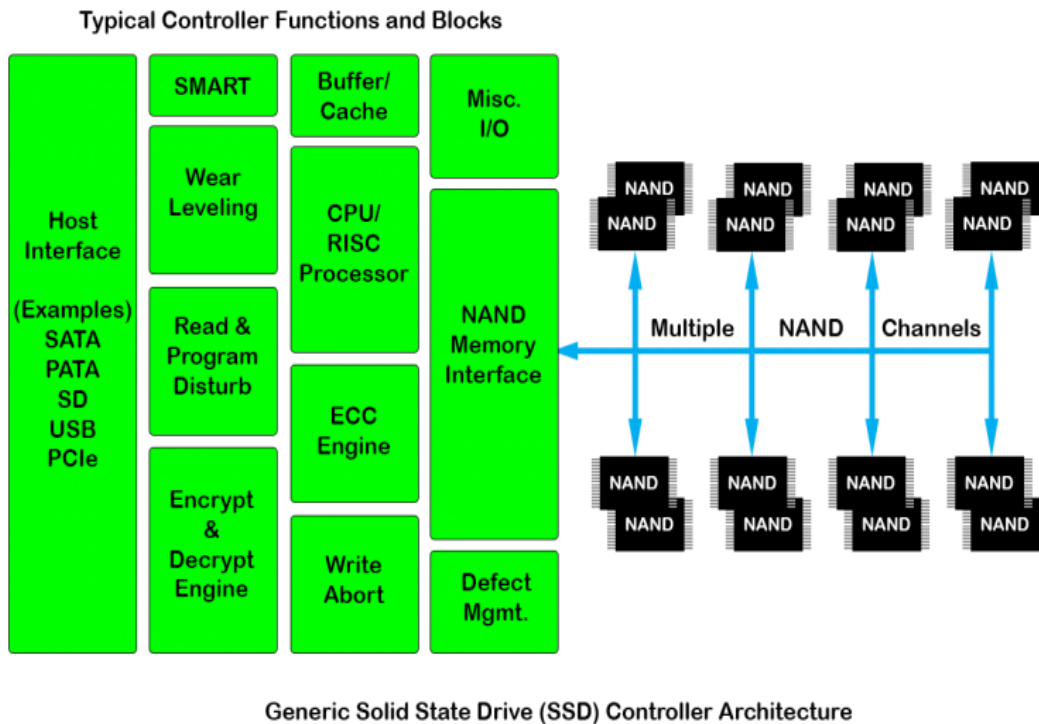 Typical Controller Functions and Blocks
Host
Interface
(Examples)
SATA
PATA
SD
USB
PCIe
SMART
Wear
Leveling
Read &
Program
Disturb
Encrypt
&
Decrypt
Engine
Buffer/
Cache
CPU/
RISC
Processor
ECC
Engine
Write
Abort
Misc.
I/O
NAND
Memory
Interface
Defect
Mgmt.
NAND
NAND
NAND
NAND
NAND
NAND
NAND
NAND
Multiple NAND Channels
NAND
NAND
NAND
NAND
NAND
NAND
NAND
NAND
Generic Solid State Drive (SSD) Controller Architecture